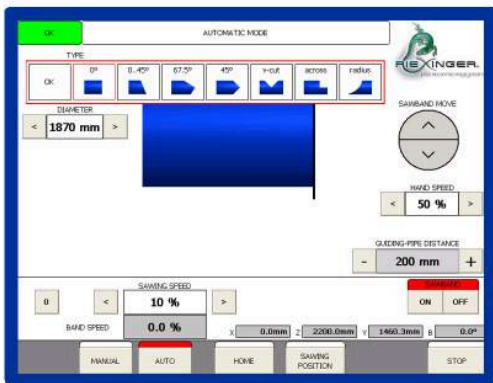 OK
AUTOMATIC MODE
TYPE
RIEXINGER.
OK
0°
0..45°
67.5°
45°
v-cut
across
radius
DIAMETER
< 1870 mm >
SAWBAND MOVE
HAND SPEED
< 50 % >
GUIDING-PIPE DISTANCE
- 200 mm +
SAWING SPEED
SAWBAND
0
< 10 % >
ON OFF
BAND SPEED 0.0 %
X 0.0mm Z 2200.0mm Y 1460.3mm B 0.0°
MANUAL
AUTO
HOME
SAWING
POSITION
STOP